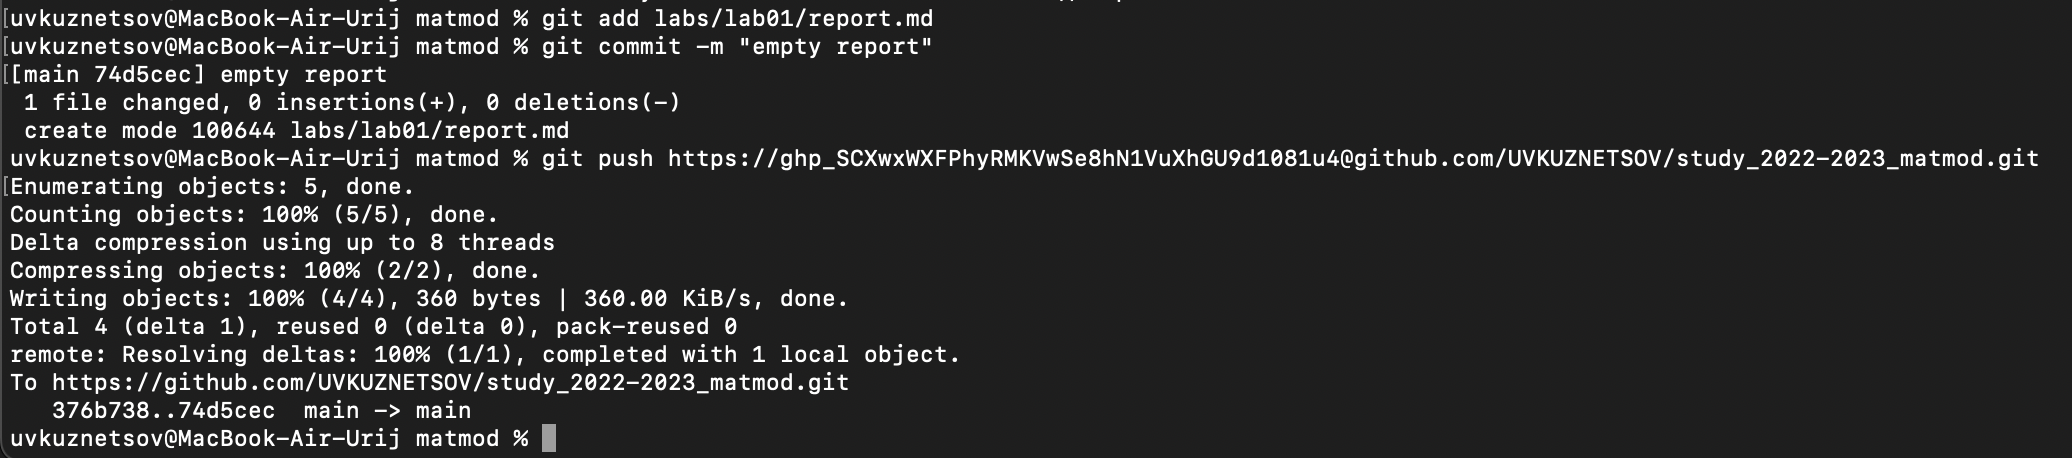 uvkuznetsov@MacBook-Air-Urij matmod % git add labs/lab01/report.md
uvkuznetsov@MacBook-Air-Urij matmod % git commit -m "empty report"
[main 74d5cec] empty report
 1 file changed, 0 insertions(+), 0 deletions(-)
 create mode 100644 labs/lab01/report.md
uvkuznetsov@MacBook-Air-Urij matmod % git push https://[access token redacted]@github.com/UVKUZNETSOV/study_2022-2023_matmod.git
Enumerating objects: 5, done.
Counting objects: 100% (5/5), done.
Delta compression using up to 8 threads
Compressing objects: 100% (2/2), done.
Writing objects: 100% (4/4), 360 bytes | 360.00 KiB/s, done.
Total 4 (delta 1), reused 0 (delta 0), pack-reused 0
remote: Resolving deltas: 100% (1/1), completed with 1 local object.
To https://github.com/UVKUZNETSOV/study_2022-2023_matmod.git
   376b738..74d5cec  main -> main
uvkuznetsov@MacBook-Air-Urij matmod %